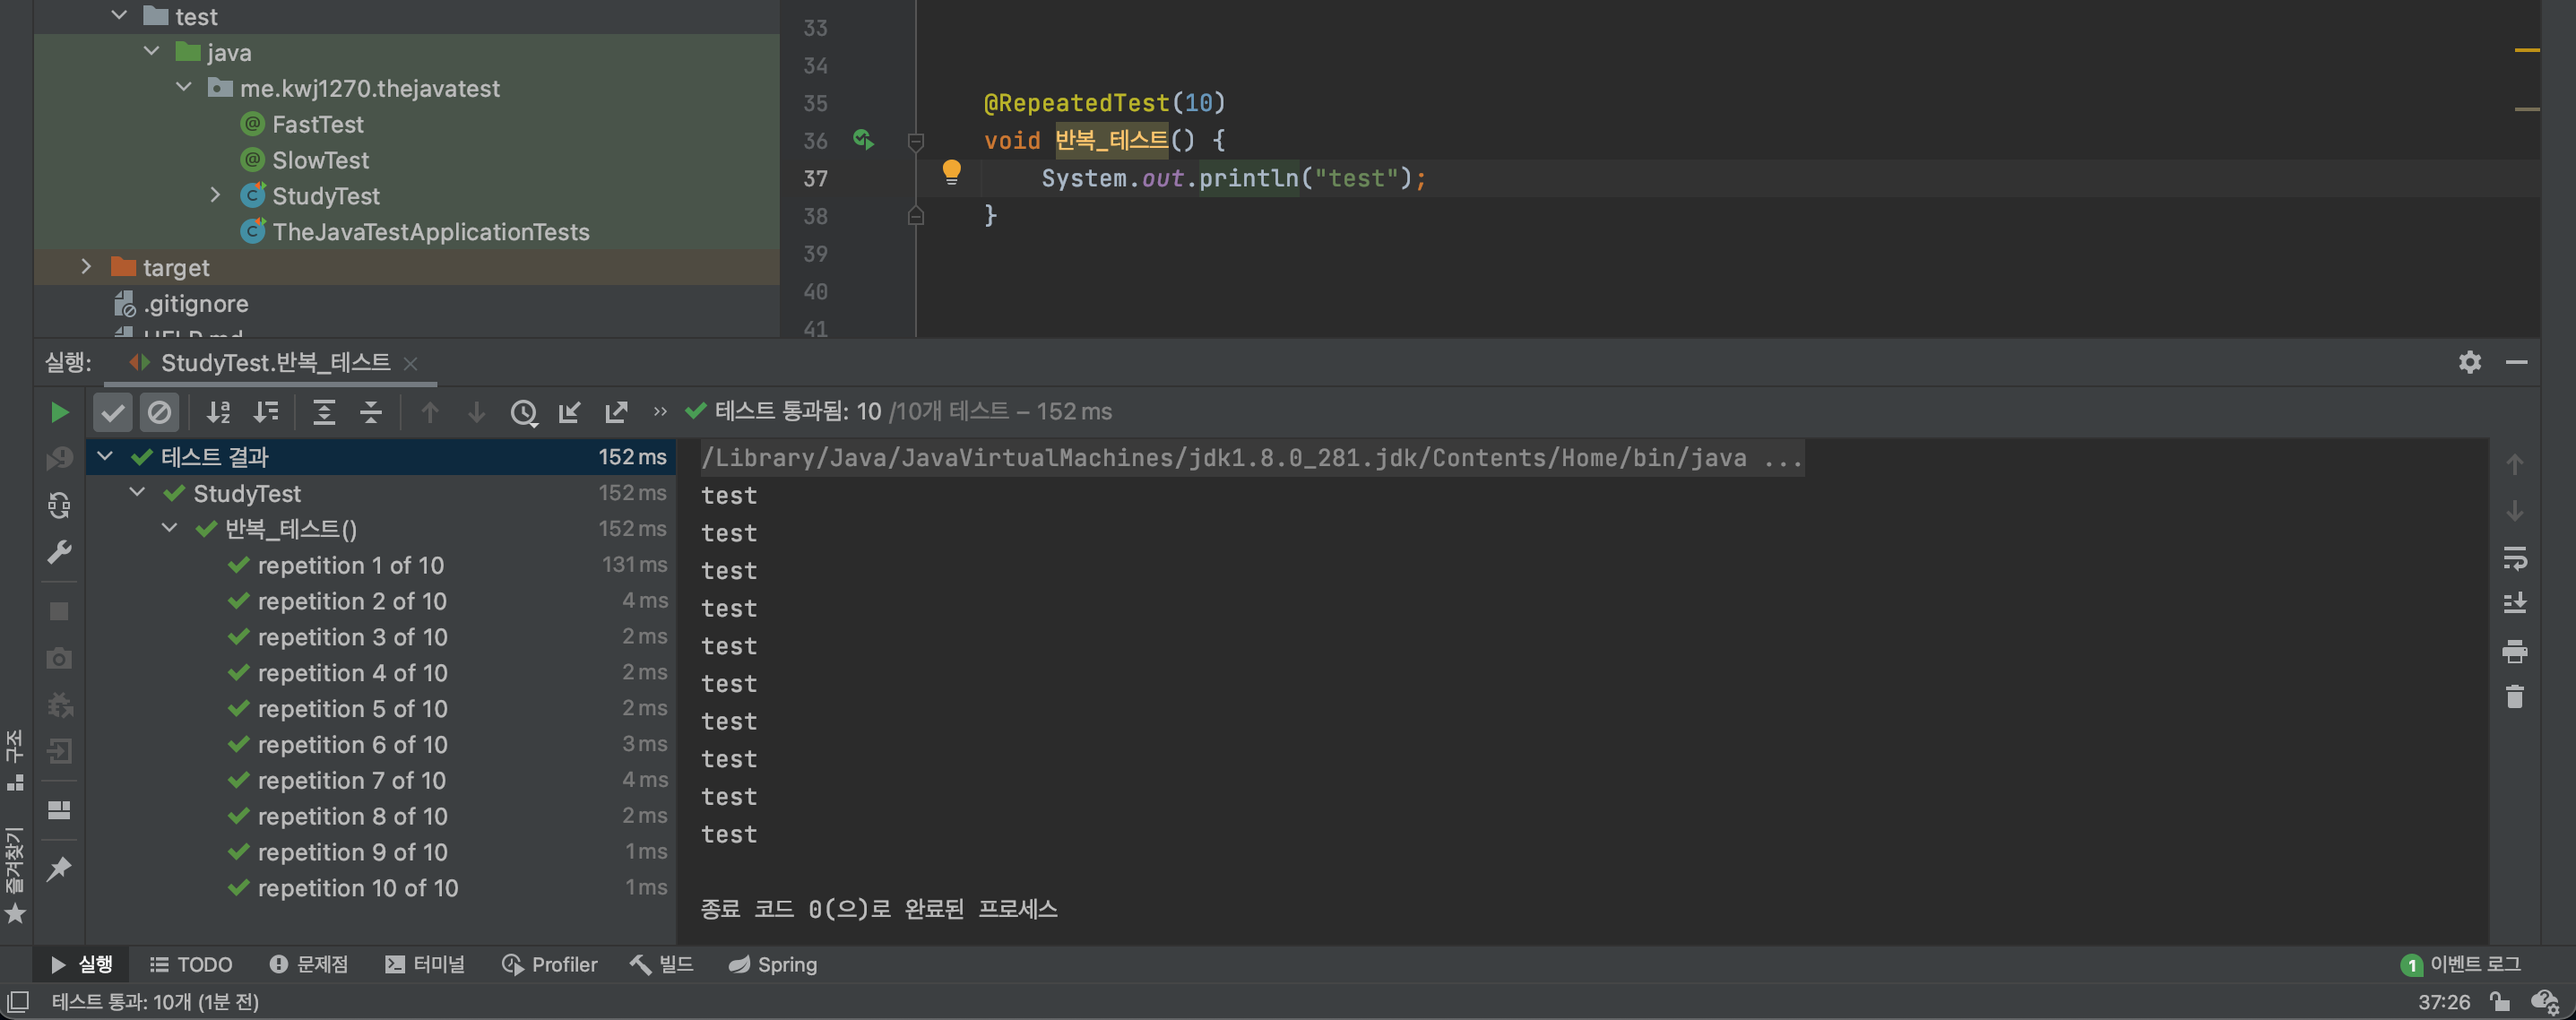 test
java
me.kwj1270.thejavatest
FastTest
SlowTest
StudyTest
TheJavaTestApplicationTests
target
.gitignore
33
34
35 @RepeatedTest(10)
36 void 반복_테스트() {
37 System.out.println("test");
38 }
39
40
41
실행: StudyTest.반복_테스트
테스트 통과됨: 10 /10개 테스트 – 152 ms
테스트 결과 152 ms
StudyTest 152 ms
반복_테스트() 152 ms
repetition 1 of 10 131 ms
repetition 2 of 10 4 ms
repetition 3 of 10 2 ms
repetition 4 of 10 2 ms
repetition 5 of 10 2 ms
repetition 6 of 10 3 ms
repetition 7 of 10 4 ms
repetition 8 of 10 2 ms
repetition 9 of 10 1 ms
repetition 10 of 10 1 ms
/Library/Java/JavaVirtualMachines/jdk1.8.0_281.jdk/Contents/Home/bin/java ...
test
test
test
test
test
test
test
test
test
test
종료 코드 0(으)로 완료된 프로세스
구조
즐겨찾기
실행 TODO 문제점 터미널 Profiler 빌드 Spring 1 이벤트 로그
테스트 통과: 10개 (1분 전) 37:26